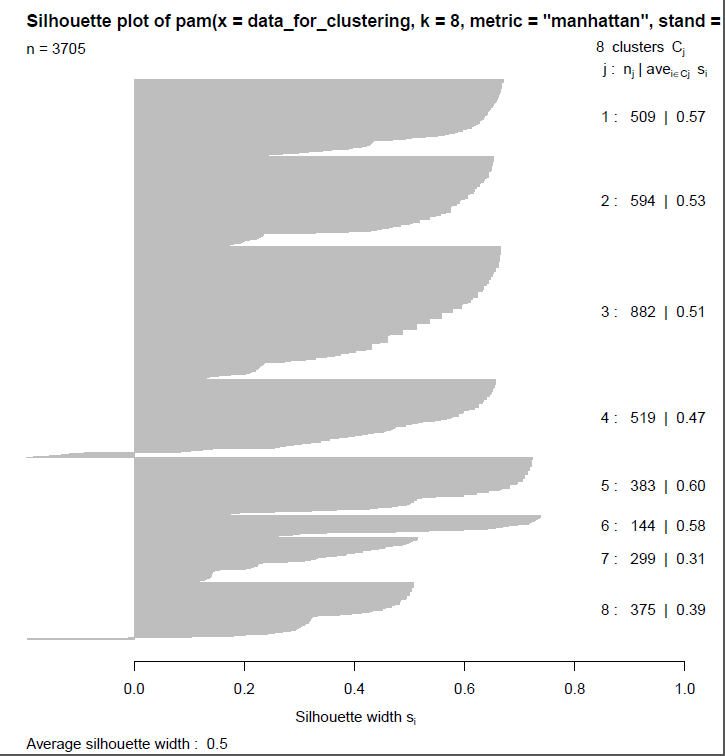 Silhouette plot of pam(x = data_for_clustering, k = 8, metric = "manhattan", stand =
n = 3705
8 clusters Cj
j : nj | avei∈Cj si
1 : 509 | 0.57
2 : 594 | 0.53
3 : 882 | 0.51
4 : 519 | 0.47
5 : 383 | 0.60
6 : 144 | 0.58
7 : 299 | 0.31
8 : 375 | 0.39
0.0 0.2 0.4 0.6 0.8 1.0
Silhouette width si
Average silhouette width : 0.5